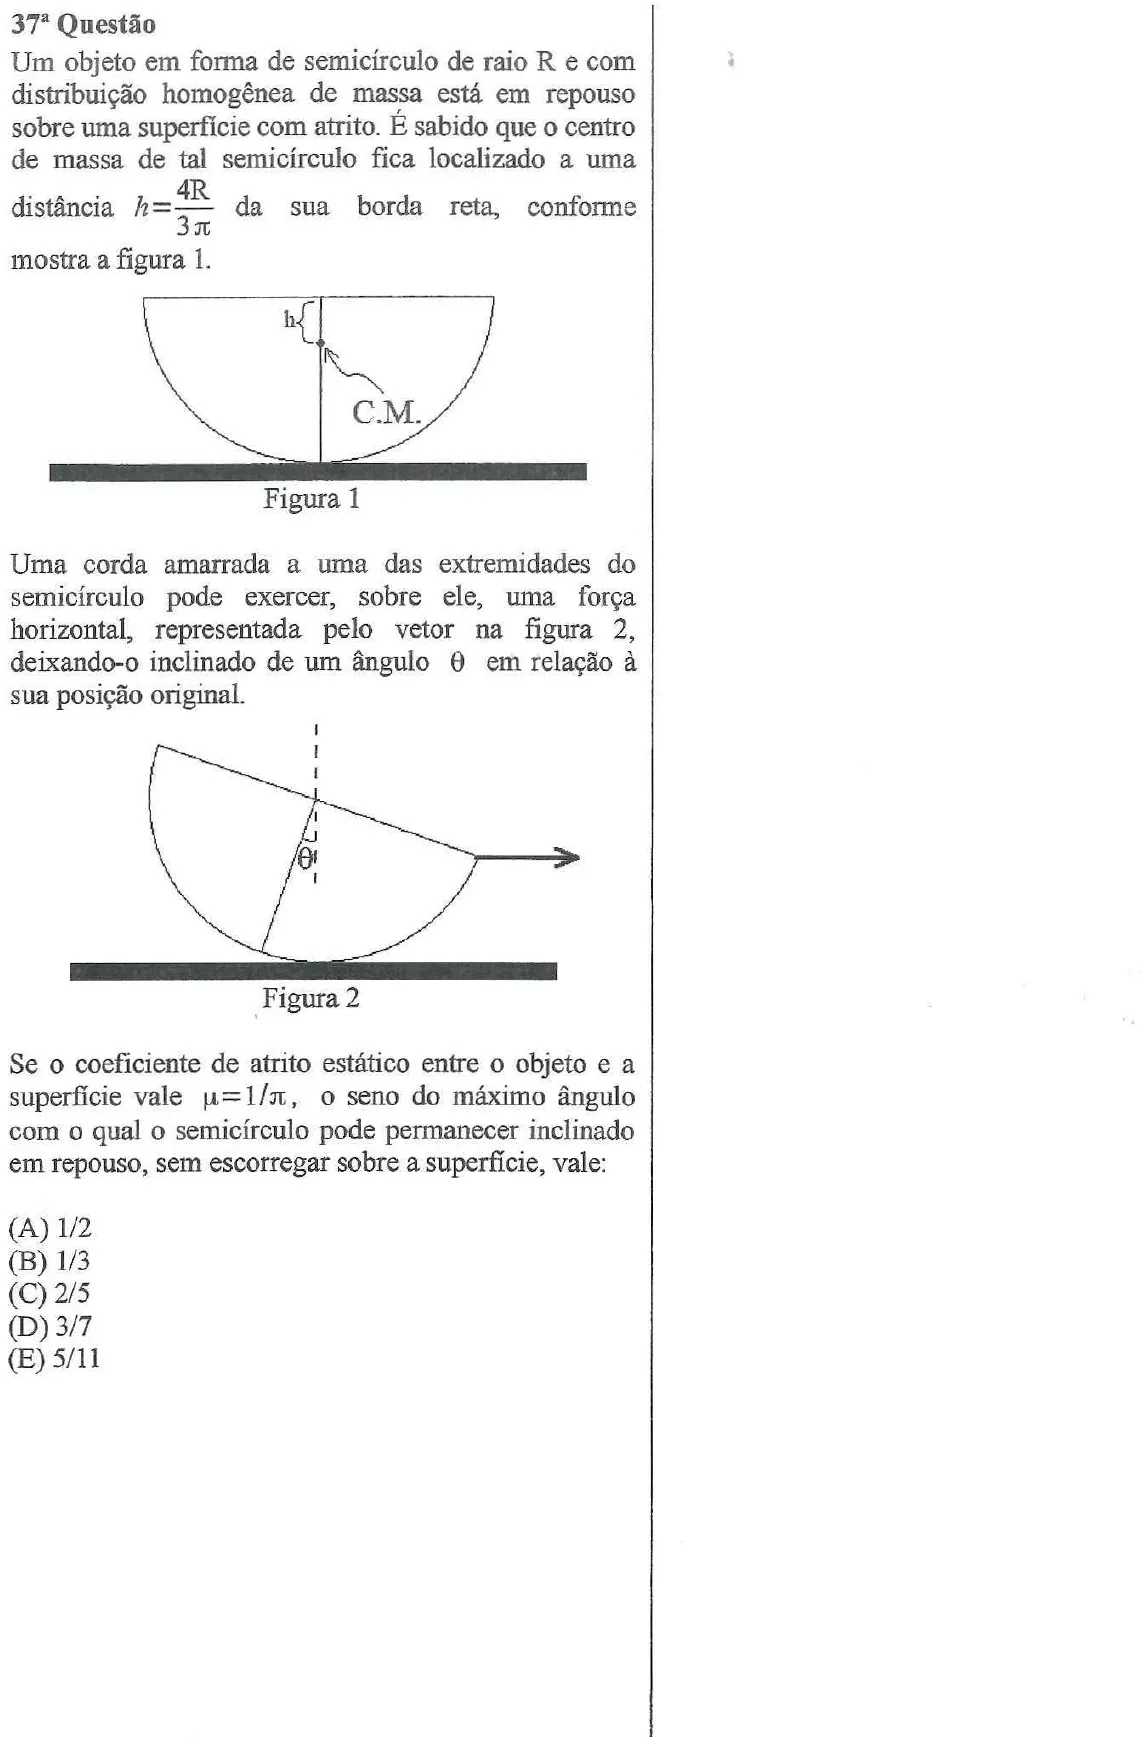 37ª Questão
Um objeto em forma de semicírculo de raio R e com
distribuição homogênea de massa está em repouso
sobre uma superfície com atrito. É sabido que o centro
de massa de tal semicírculo fica localizado a uma
distância h=4R/3π da sua borda reta, conforme
mostra a figura 1.
h
C.M.
Figura 1
Uma corda amarrada a uma das extremidades do
semicírculo pode exercer, sobre ele, uma força
horizontal, representada pelo vetor na figura 2,
deixando-o inclinado de um ângulo θ em relação à
sua posição original.
θ
Figura 2
Se o coeficiente de atrito estático entre o objeto e a
superfície vale μ=1/π, o seno do máximo ângulo
com o qual o semicírculo pode permanecer inclinado
em repouso, sem escorregar sobre a superfície, vale:
(A) 1/2
(B) 1/3
(C) 2/5
(D) 3/7
(E) 5/11